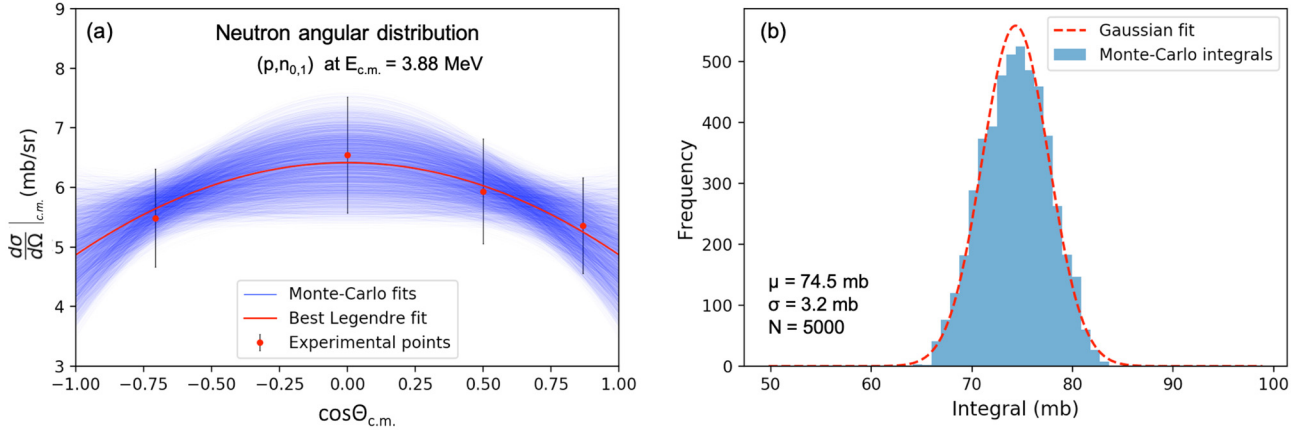 (a)
Neutron angular distribution
(p,n₀,₁) at E_c.m. = 3.88 MeV
dσ/dΩ|c.m. (mb/sr)
9
8
7
6
5
4
3
Monte-Carlo fits
Best Legendre fit
Experimental points
−1.00 −0.75 −0.50 −0.25 0.00 0.25 0.50 0.75 1.00
cosΘc.m.
(b)
Gaussian fit
Monte-Carlo integrals
Frequency
500
400
300
200
100
0
μ = 74.5 mb
σ = 3.2 mb
N = 5000
50 60 70 80 90 100
Integral (mb)